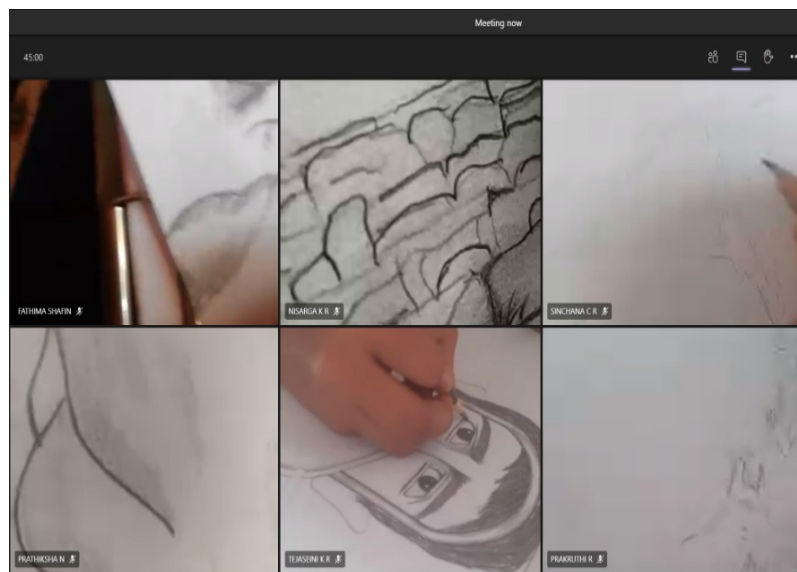 Meeting now
45:00
FATHIMA SHAFIN
NISARGA K R
SINCHANA C R
PRATHIKSHA N
TEJASEINI K R
PRAKRUTHI R